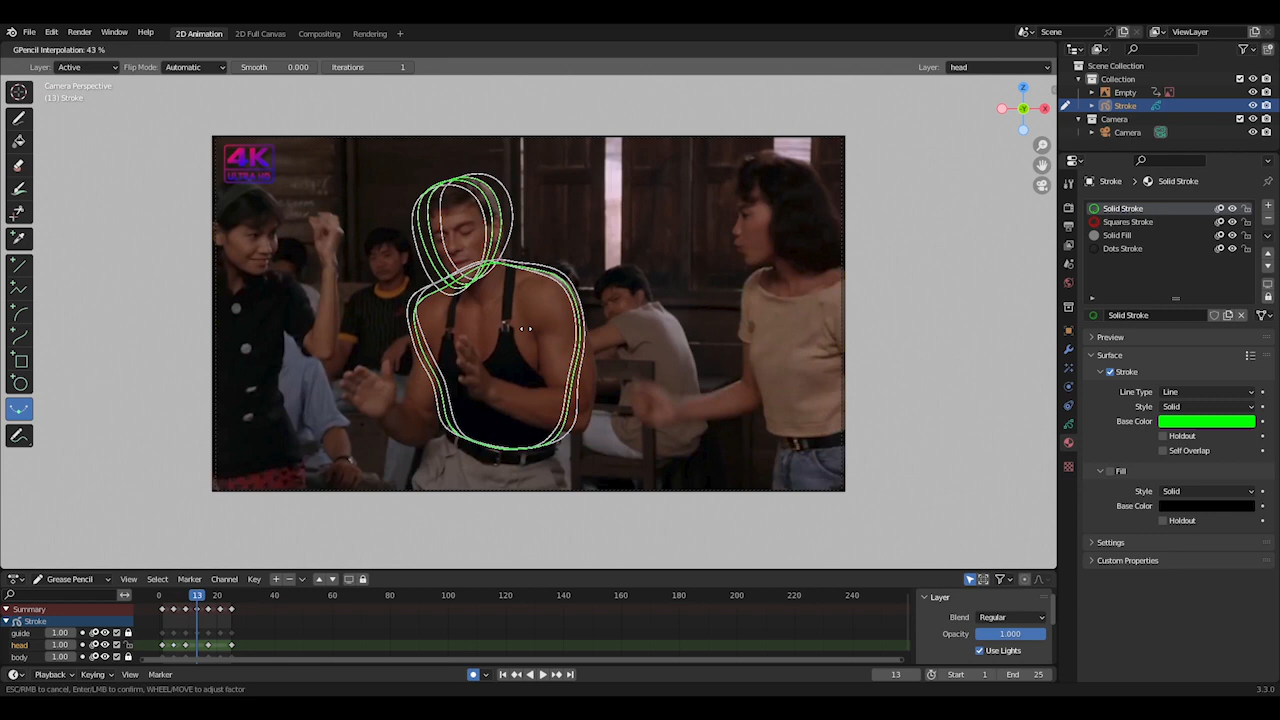 File Edit Render Window Help 2D Animation 2D Full Canvas Compositing Rendering + Scene ViewLayer
GPencil Interpolation: 43 %
Layer: Active Flip Mode: Automatic Smooth 0.000 Iterations 1 Layer: head
Camera Perspective
(13) Stroke
4K
ULTRA HD
Z
X
-Y
Scene Collection
Collection
Empty
Stroke
Camera
Camera
Stroke Solid Stroke
Solid Stroke
Squares Stroke
Solid Fill
Dots Stroke
Solid Stroke
Preview
Surface
Stroke
Line Type Line
Style Solid
Base Color
Holdout
Self Overlap
Fill
Style Solid
Base Color
Holdout
Settings
Custom Properties
Grease Pencil View Select Marker Channel Key
0 13 20 40 60 80 100 120 140 160 180 200 220 240
Summary
Stroke
guide 1.00
head 1.00
body 1.00
Layer
Blend Regular
Opacity 1.000
Use Lights
Playback Keying View Marker 13 Start 1 End 25
ESC/RMB to cancel, Enter/LMB to confirm, WHEEL/MOVE to adjust factor 3.3.0